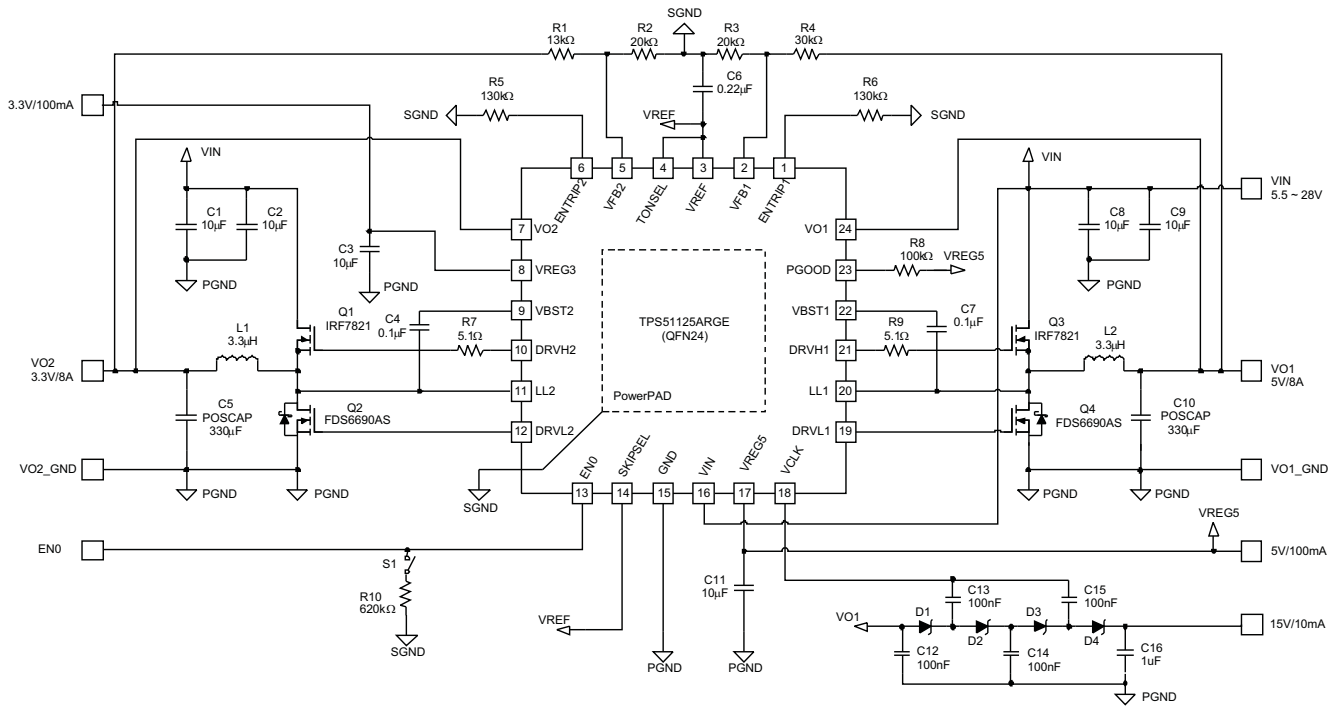 SGND
R1
13kΩ
R2
20kΩ
R3
20kΩ
R4
30kΩ
C6
0.22μF
R5
130kΩ
R6
130kΩ
3.3V/100mA
SGND
VREF
SGND
VIN
VIN
VIN
5.5 ~ 28V
6
5
4
3
2
1
ENTRIP2
VFB2
TONSEL
VREF
VFB1
ENTRIP1
C1
10μF
C2
10μF
C3
10μF
C8
10μF
C9
10μF
7
VO2
VO1
24
8
VREG3
PGOOD
23
R8
100kΩ
VREG5
PGND
PGND
PGND
9
VBST2
VBST1
22
Q1
IRF7821
C4
0.1μF
R7
5.1Ω
TPS51125ARGE
(QFN24)
R9
5.1Ω
C7
0.1μF
Q3
IRF7821
L1
3.3μH
L2
3.3μH
10
DRVH2
DRVH1
21
VO2
3.3V/8A
VO1
5V/8A
11
LL2
LL1
20
PowerPAD
C5
POSCAP
330μF
Q2
FDS6690AS
Q4
FDS6690AS
C10
POSCAP
330μF
12
DRVL2
DRVL1
19
VO2_GND
VO1_GND
EN0
SKIPSEL
GND
VIN
VREG5
VCLK
13
14
15
16
17
18
PGND
PGND
SGND
PGND
PGND
VREG5
EN0
5V/100mA
S1
R10
620kΩ
C11
10μF
C13
100nF
C15
100nF
VREF
VO1
D1
D2
D3
D4
15V/10mA
C12
100nF
C14
100nF
C16
1uF
SGND
PGND
PGND
PGND